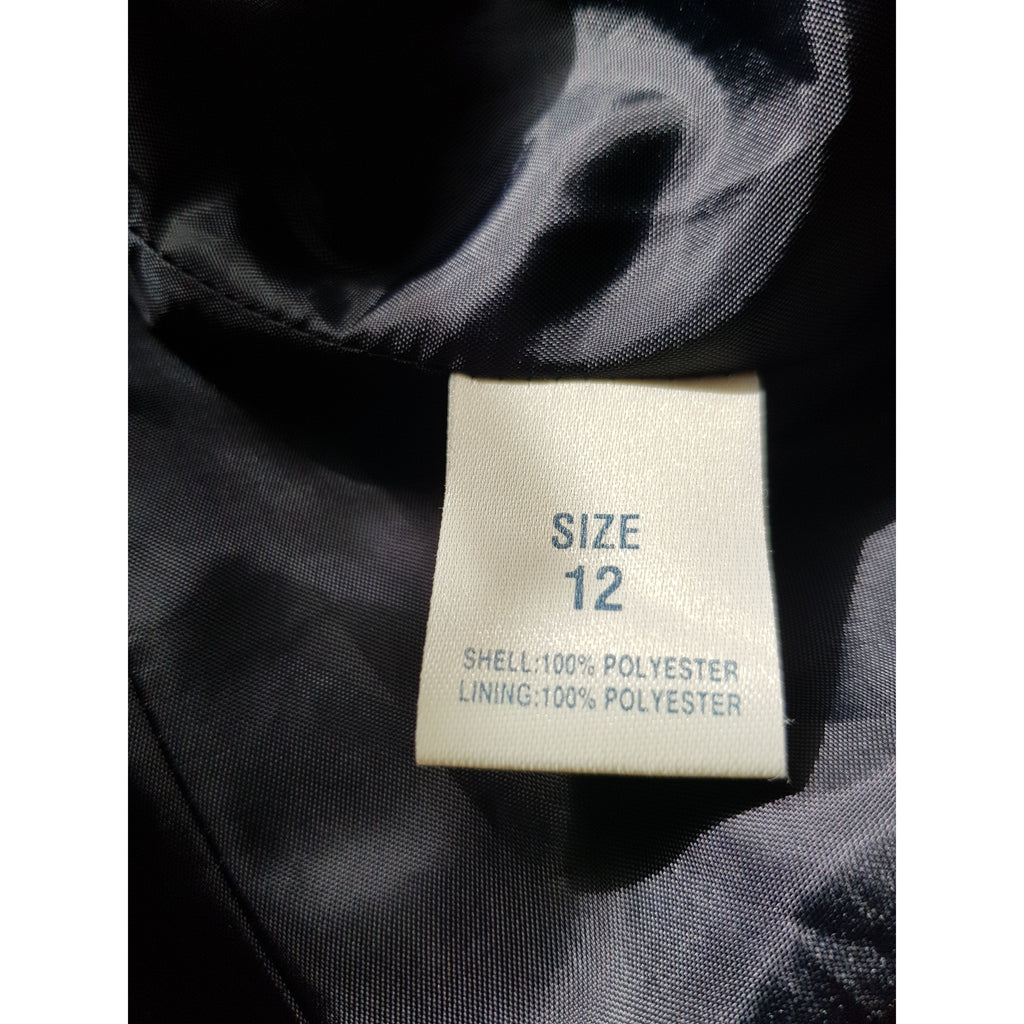 SIZE
12
SHELL:100% POLYESTER
LINING:100% POLYESTER